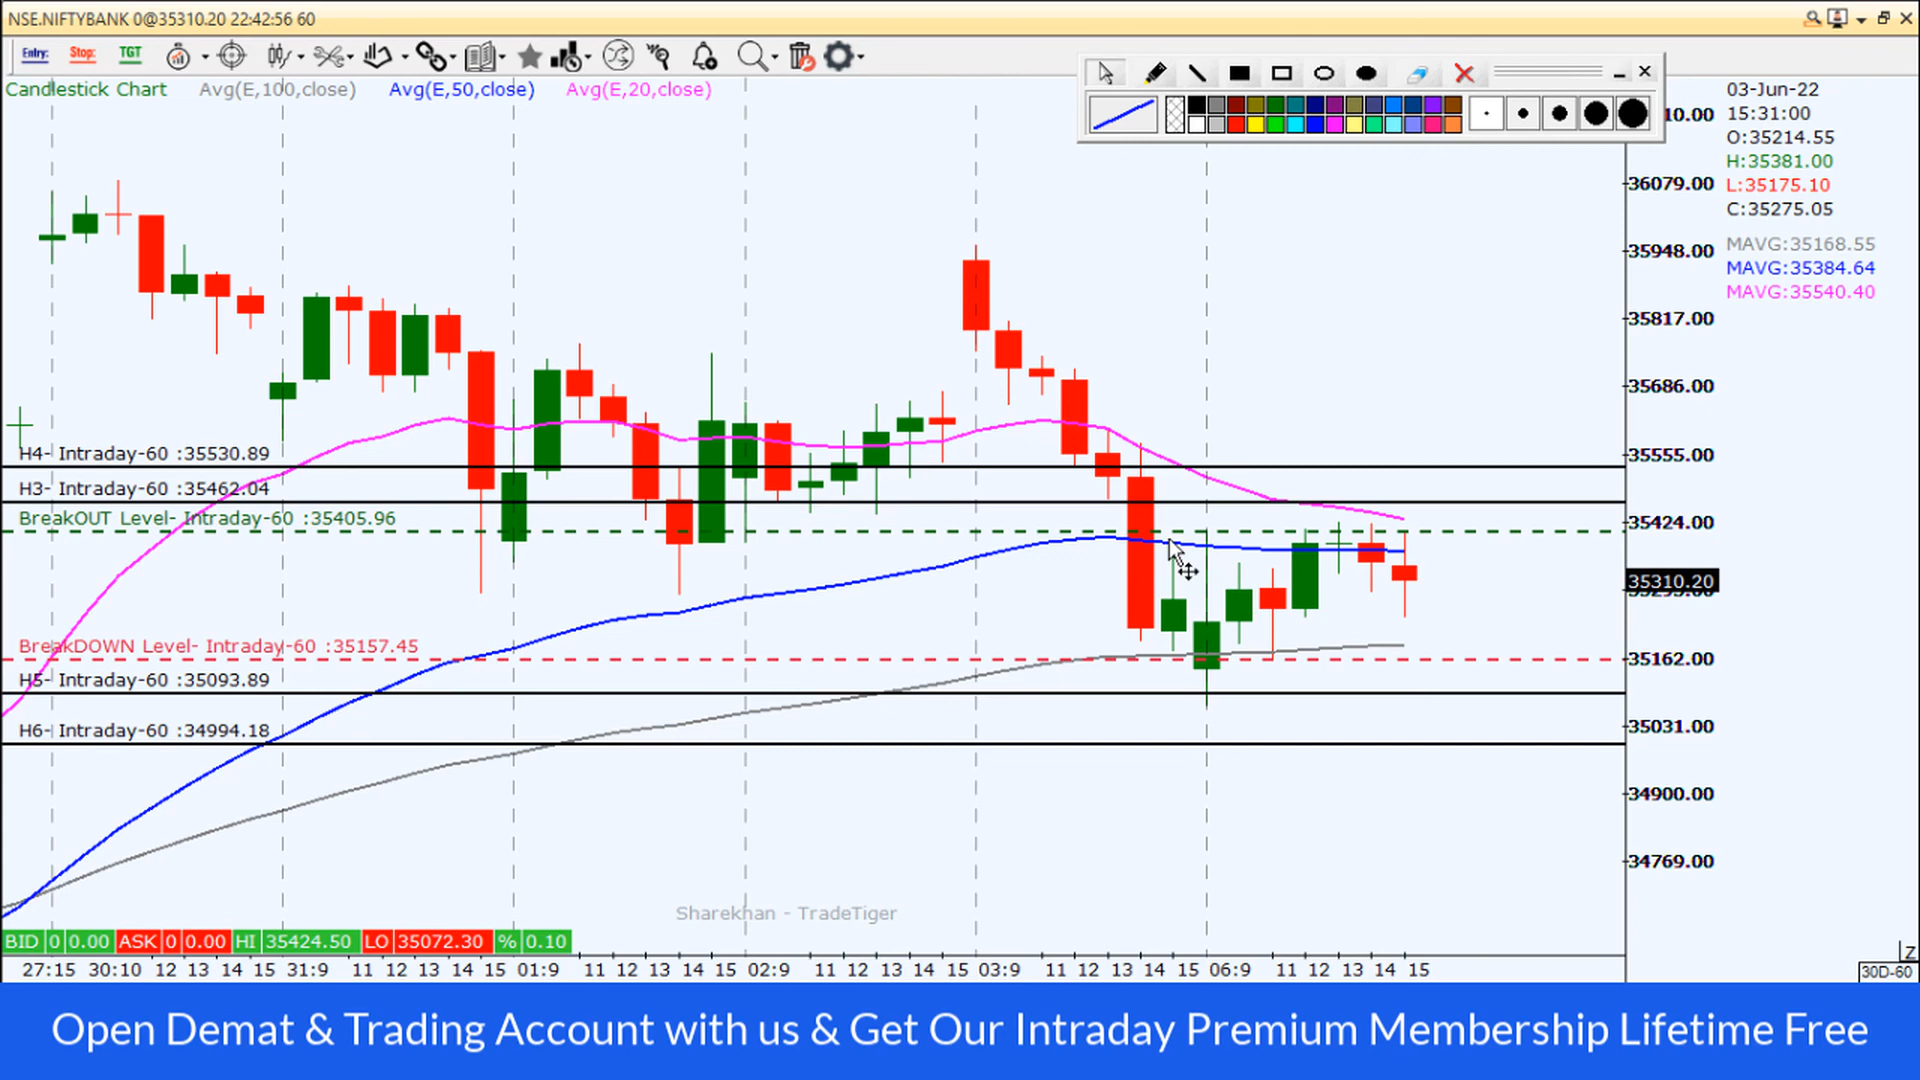 NSE.NIFTYBANK 0@35310.20 22:42:56 60
Entry: Stop: TGT
Candlestick Chart Avg(E,100,close) Avg(E,50,close) Avg(E,20,close)
03-Jun-22
15:31:00
O:35214.55
H:35381.00
L:35175.10
C:35275.05
MAVG:35168.55
MAVG:35384.64
MAVG:35540.40
10.00
36079.00
35948.00
35817.00
35686.00
35555.00
35424.00
35310.20
35162.00
35031.00
34900.00
34769.00
H4- Intraday-60 :35530.89
H3- Intraday-60 :35462.04
BreakOUT Level- Intraday-60 :35405.96
BreakDOWN Level- Intraday-60 :35157.45
H5- Intraday-60 :35093.89
H6- Intraday-60 :34994.18
Sharekhan - TradeTiger
BID 0 0.00 ASK 0 0.00 HI 35424.50 LO 35072.30 % 0.10
27:15 30:10 12 13 14 15 31:9 11 12 13 14 15 01:9 11 12 13 14 15 02:9 11 12 13 14 15 03:9 11 12 13 14 15 06:9 11 12 13 14 15
Z
30D-60
Open Demat & Trading Account with us & Get Our Intraday Premium Membership Lifetime Free